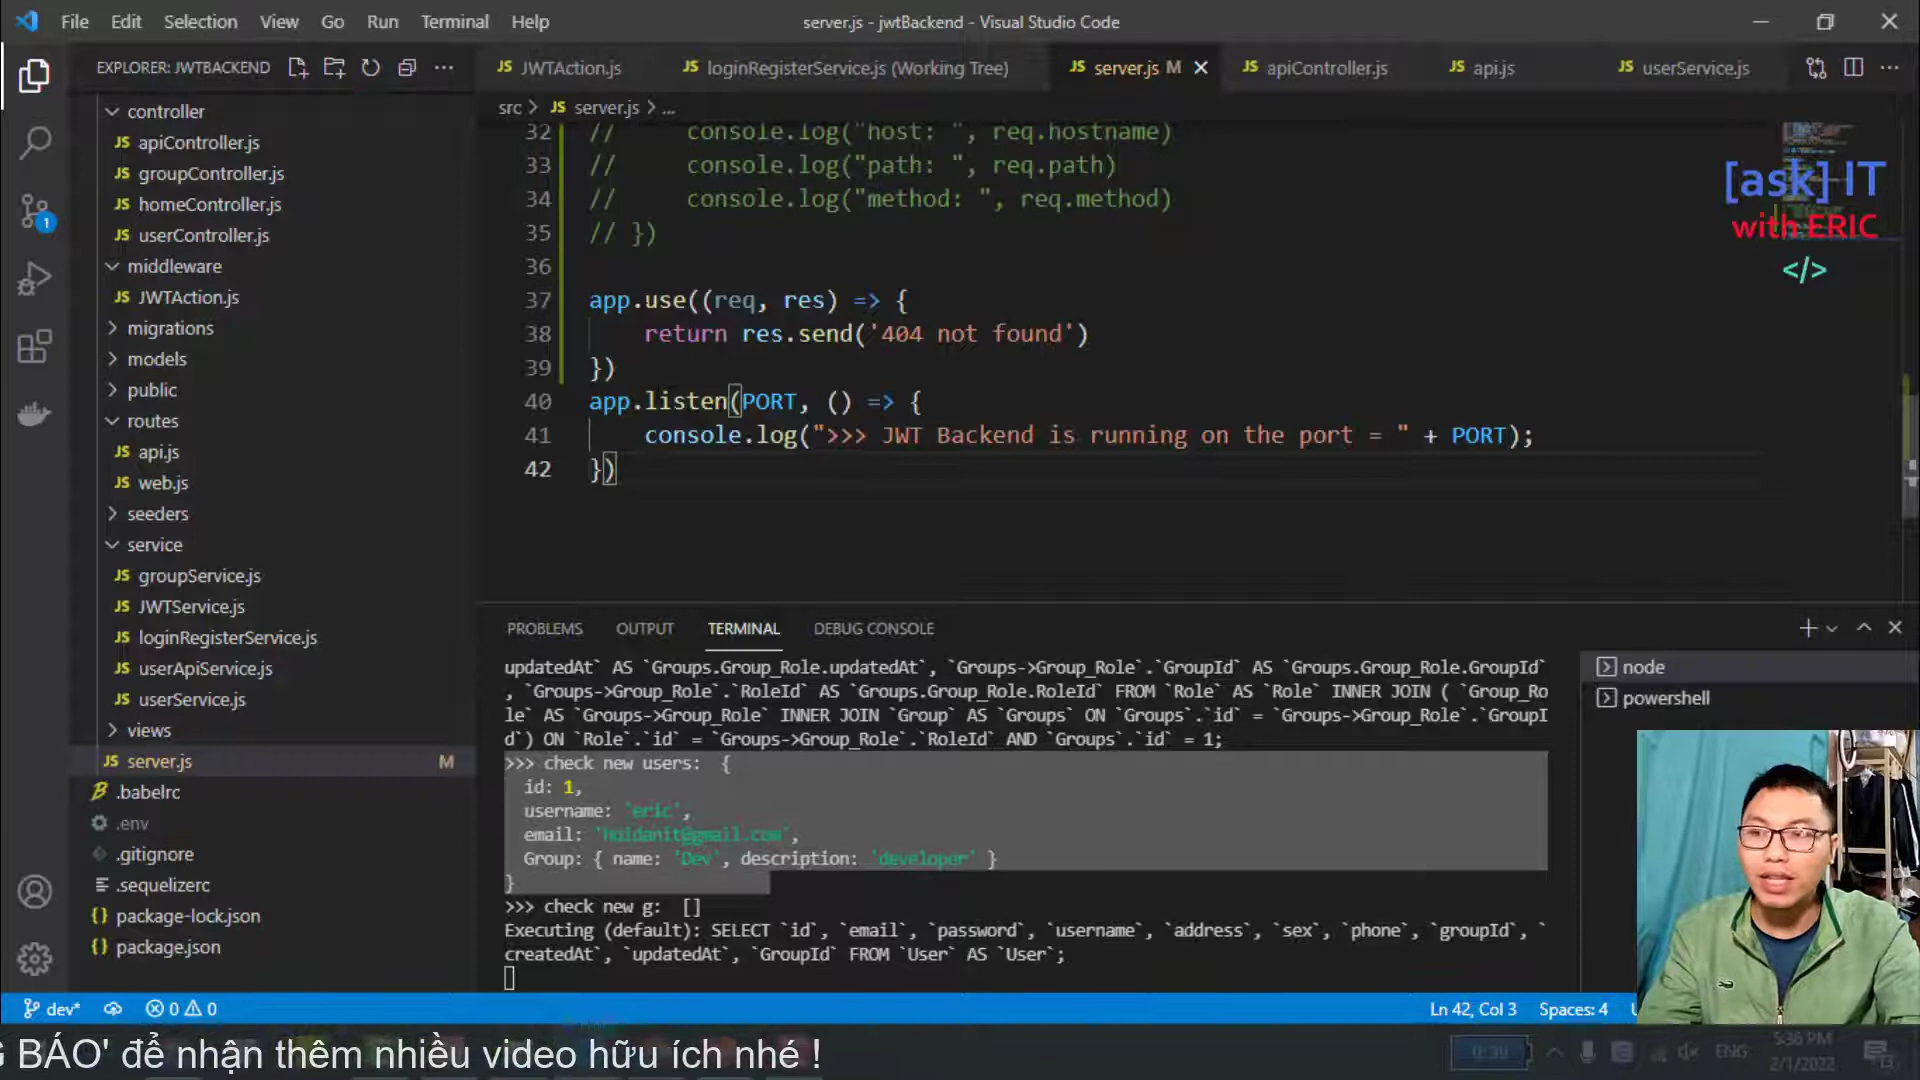 File Edit Selection View Go Run Terminal Help
server.js - jwtBackend - Visual Studio Code
EXPLORER: JWTBACKEND
JS JWTAction.js
JS loginRegisterService.js (Working Tree)
JS server.js M
JS apiController.js
JS api.js
JS userService.js
src > JS server.js > ...
controller
JS apiController.js
JS groupController.js
JS homeController.js
JS userController.js
middleware
JS JWTAction.js
migrations
models
public
routes
JS api.js
JS web.js
seeders
service
JS groupService.js
JS JWTService.js
JS loginRegisterService.js
JS userApiService.js
JS userService.js
views
JS server.js M
.babelrc
.env
.gitignore
.sequelizerc
{} package-lock.json
{} package.json
32 // console.log("host: ", req.hostname)
33 // console.log("path: ", req.path)
34 // console.log("method: ", req.method)
35 // })
36
37 app.use((req, res) => {
38 return res.send('404 not found')
39 })
40 app.listen(PORT, () => {
41 console.log(">>> JWT Backend is running on the port = " + PORT);
42 })
[ask] IT
with ERIC
</>
PROBLEMS OUTPUT TERMINAL DEBUG CONSOLE
updatedAt` AS `Groups.Group_Role.updatedAt`, `Groups->Group_Role`.`GroupId` AS `Groups.Group_Role.GroupId`
, `Groups->Group_Role`.`RoleId` AS `Groups.Group_Role.RoleId` FROM `Role` AS `Role` INNER JOIN ( `Group_Ro
le` AS `Groups->Group_Role` INNER JOIN `Group` AS `Groups` ON `Groups`.`id` = `Groups->Group_Role`.`GroupI
d`) ON `Role`.`id` = `Groups->Group_Role`.`RoleId` AND `Groups`.`id` = 1;
>>> check new users: {
id: 1,
username: 'eric',
email: 'hoidanit@gmail.com',
Group: { name: 'Dev', description: 'developer' }
}
>>> check new g: []
Executing (default): SELECT `id`, `email`, `password`, `username`, `address`, `sex`, `phone`, `groupId`, `
createdAt`, `updatedAt`, `GroupId` FROM `User` AS `User`;
node
powershell
1
dev* 0 0
Ln 42, Col 3 Spaces: 4
BÁO' để nhận thêm nhiều video hữu ích nhé !
0:39
ENG
5:36 PM
2/1/2022